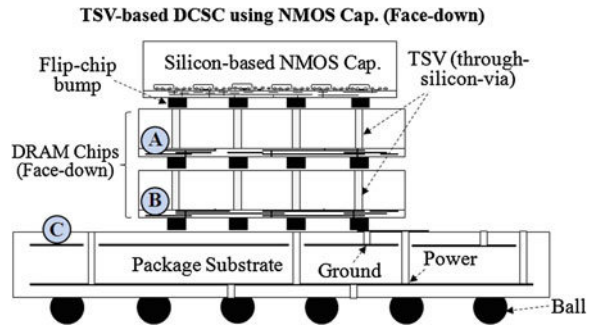 TSV-based DCSC using NMOS Cap. (Face-down)
Silicon-based NMOS Cap.
Flip-chip
bump
TSV (through-
silicon-via)
A
DRAM Chips
(Face-down)
B
C
Package Substrate
Ground
Power
Ball